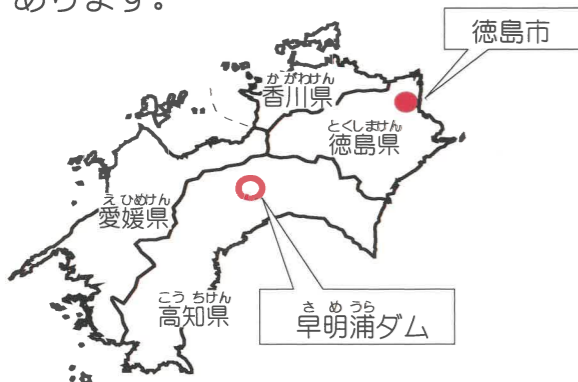 あります。
徳島市
かがわけん
香川県
とくしまけん
徳島県
えひめけん
愛媛県
こうちけん
高知県
さめうら
早明浦ダム